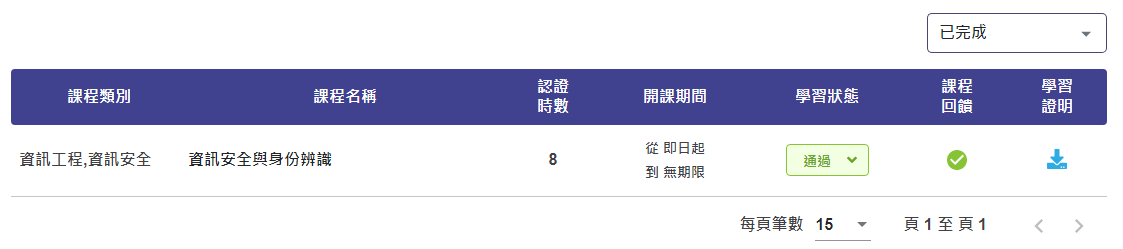 已完成
課程類別 課程名稱 認證時數 開課期間 學習狀態 課程回饋 學習證明
資訊工程,資訊安全 資訊安全與身份辨識 8 從 即日起 到 無期限 通過
每頁筆數 15 頁 1 至 頁 1